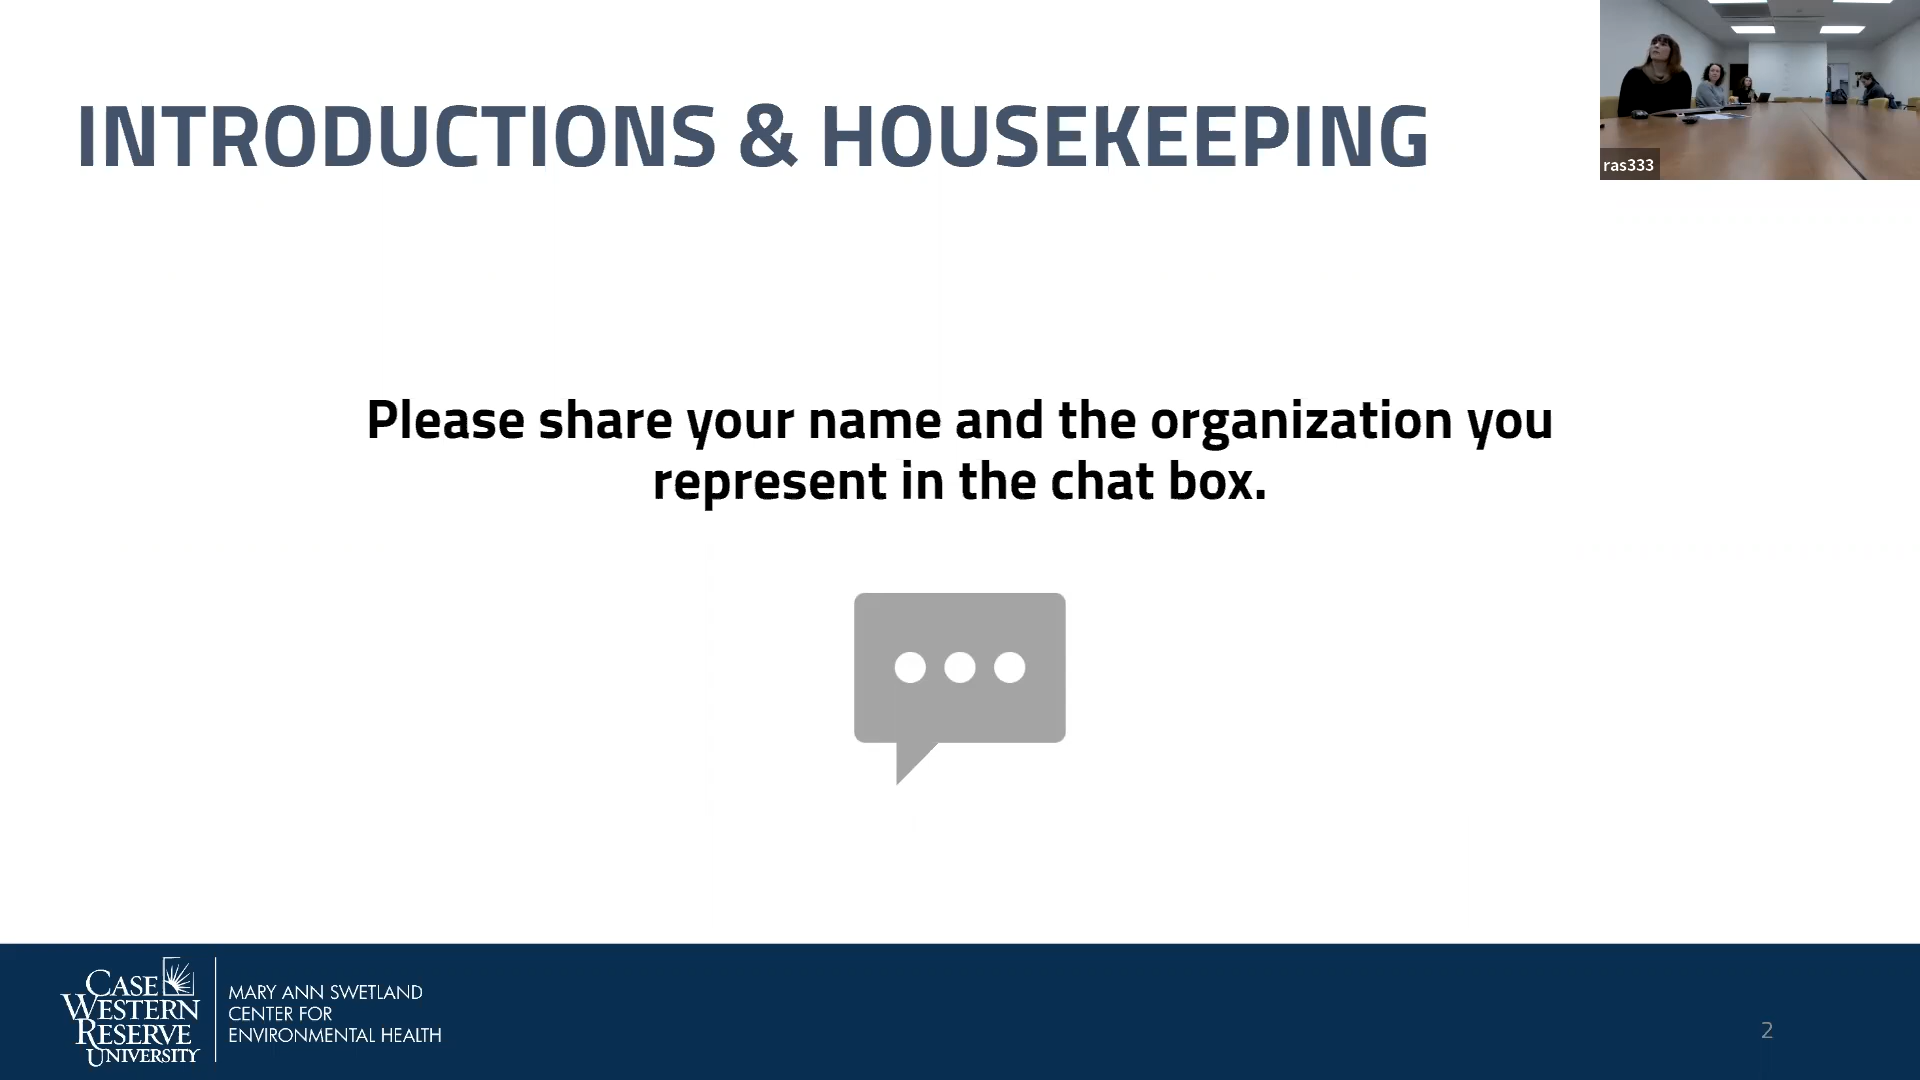 INTRODUCTIONS & HOUSEKEEPING
ras333
Please share your name and the organization you
represent in the chat box.
CASE
WESTERN
RESERVE
UNIVERSITY
MARY ANN SWETLAND
CENTER FOR
ENVIRONMENTAL HEALTH
2